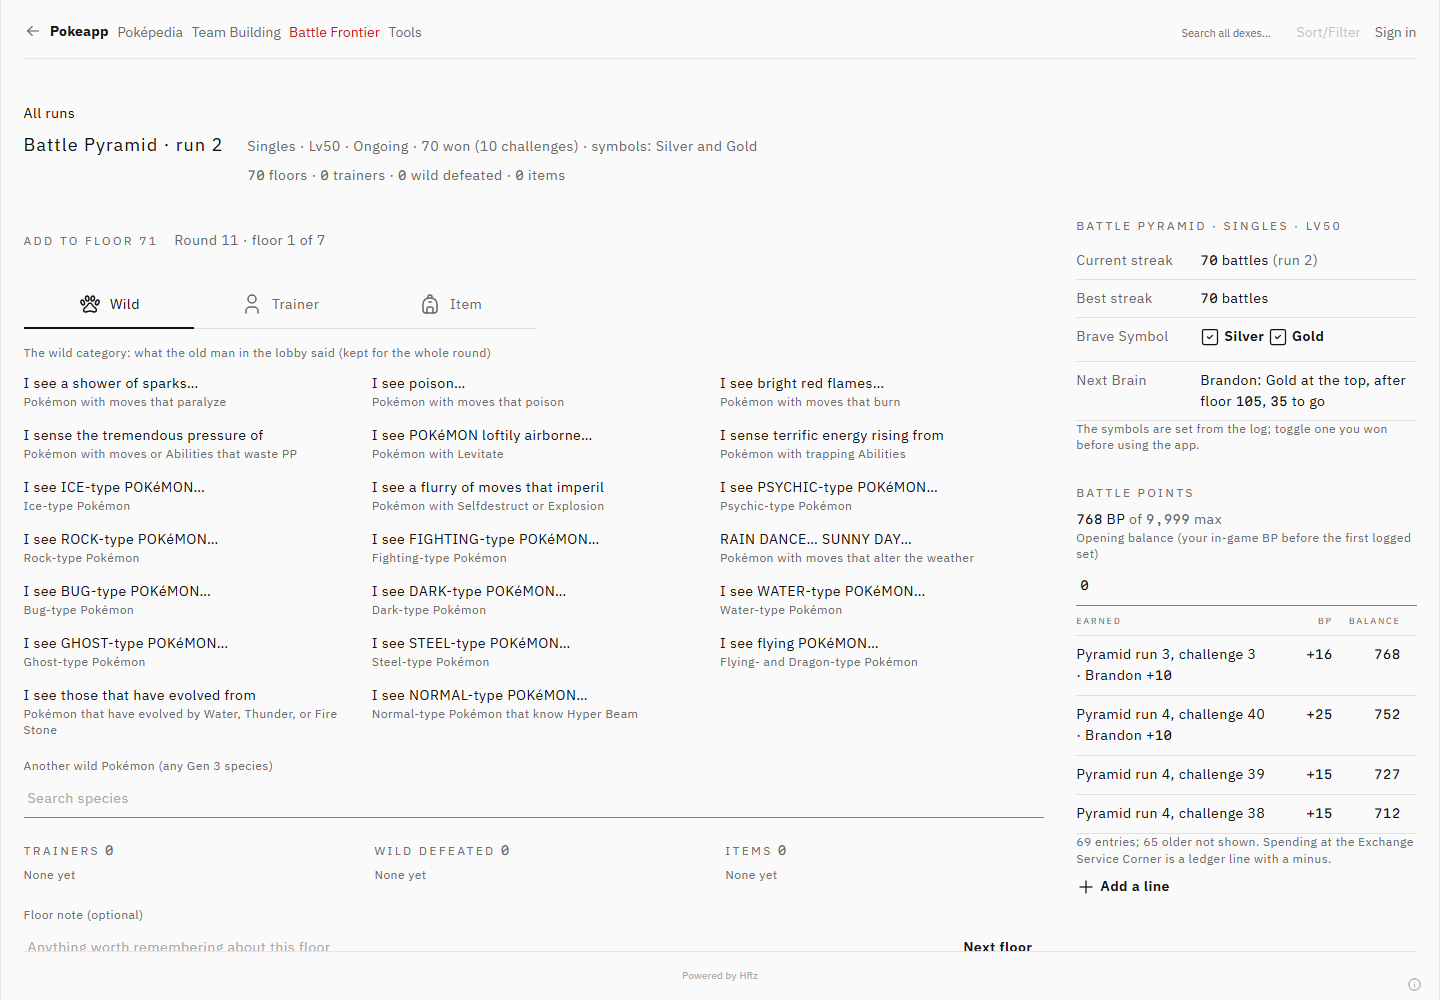 Pokeapp Poképedia Team Building Battle Frontier Tools Search all dexes... Sort/Filter Sign in
All runs
Battle Pyramid · run 2 Singles · Lv50 · Ongoing · 70 won (10 challenges) · symbols: Silver and Gold
70 floors · 0 trainers · 0 wild defeated · 0 items
ADD TO FLOOR 71 Round 11 · floor 1 of 7
Wild Trainer Item
The wild category: what the old man in the lobby said (kept for the whole round)
I see a shower of sparks... I see poison... I see bright red flames...
Pokémon with moves that paralyze Pokémon with moves that poison Pokémon with moves that burn
I sense the tremendous pressure of I see POKéMON loftily airborne... I sense terrific energy rising from
Pokémon with moves or Abilities that waste PP Pokémon with Levitate Pokémon with trapping Abilities
I see ICE-type POKéMON... I see a flurry of moves that imperil I see PSYCHIC-type POKéMON...
Ice-type Pokémon Pokémon with Selfdestruct or Explosion Psychic-type Pokémon
I see ROCK-type POKéMON... I see FIGHTING-type POKéMON... RAIN DANCE... SUNNY DAY...
Rock-type Pokémon Fighting-type Pokémon Pokémon with moves that alter the weather
I see BUG-type POKéMON... I see DARK-type POKéMON... I see WATER-type POKéMON...
Bug-type Pokémon Dark-type Pokémon Water-type Pokémon
I see GHOST-type POKéMON... I see STEEL-type POKéMON... I see flying POKéMON...
Ghost-type Pokémon Steel-type Pokémon Flying- and Dragon-type Pokémon
I see those that have evolved from I see NORMAL-type POKéMON...
Pokémon that have evolved by Water, Thunder, or Fire Normal-type Pokémon that know Hyper Beam
Stone
Another wild Pokémon (any Gen 3 species)
Search species
TRAINERS 0 WILD DEFEATED 0 ITEMS 0
None yet None yet None yet
Floor note (optional)
Anything worth remembering about this floor Next floor
BATTLE PYRAMID · SINGLES · LV50
Current streak 70 battles (run 2)
Best streak 70 battles
Brave Symbol Silver Gold
Next Brain Brandon: Gold at the top, after
floor 105, 35 to go
The symbols are set from the log; toggle one you won
before using the app.
BATTLE POINTS
768 BP of 9,999 max
Opening balance (your in-game BP before the first logged
set)
0
EARNED BP BALANCE
Pyramid run 3, challenge 3 +16 768
· Brandon +10
Pyramid run 4, challenge 40 +25 752
· Brandon +10
Pyramid run 4, challenge 39 +15 727
Pyramid run 4, challenge 38 +15 712
69 entries; 65 older not shown. Spending at the Exchange
Service Corner is a ledger line with a minus.
Add a line
Powered by HRz